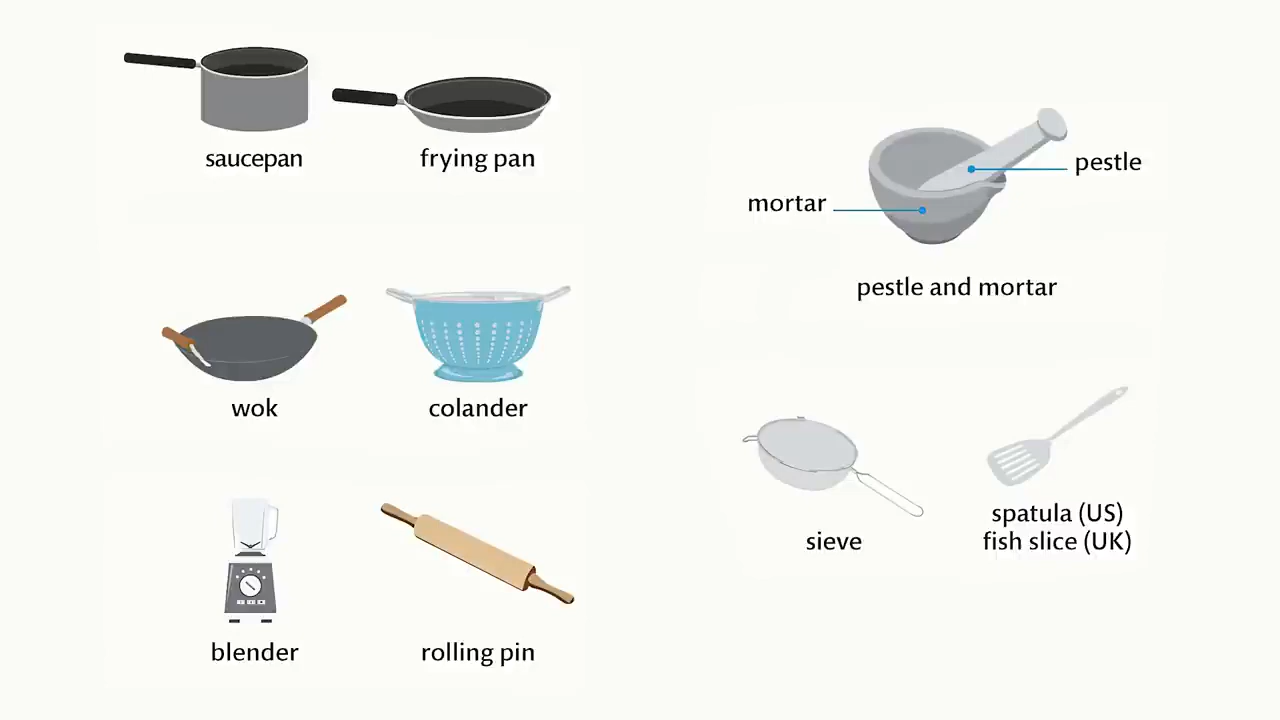 saucepan
frying pan
pestle
mortar
pestle and mortar
wok
colander
spatula (US)
fish slice (UK)
sieve
blender
rolling pin